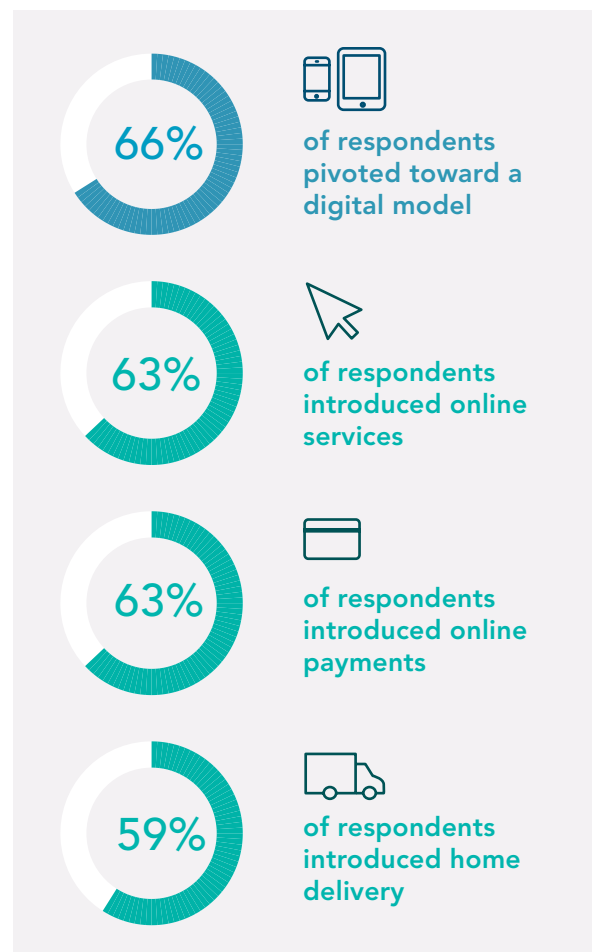 66%
of respondents
pivoted toward a
digital model
63%
of respondents
introduced online
services
63%
of respondents
introduced online
payments
59%
of respondents
introduced home
delivery